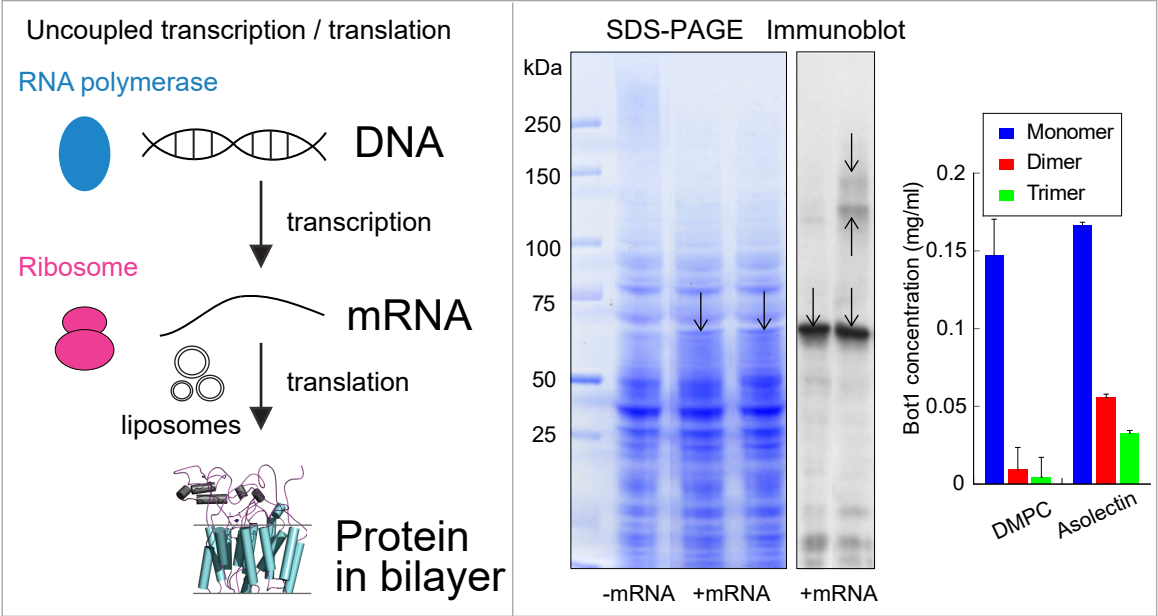 Uncoupled transcription / translation
RNA polymerase
DNA
transcription
Ribosome
mRNA
translation
liposomes
Protein
in bilayer
SDS-PAGE
Immunoblot
kDa
250
150
100
75
50
25
-mRNA
+mRNA
+mRNA
Monomer
Dimer
Trimer
Bot1 concentration (mg/ml)
0.2
0.15
0.1
0.05
0
DMPC
Asolectin